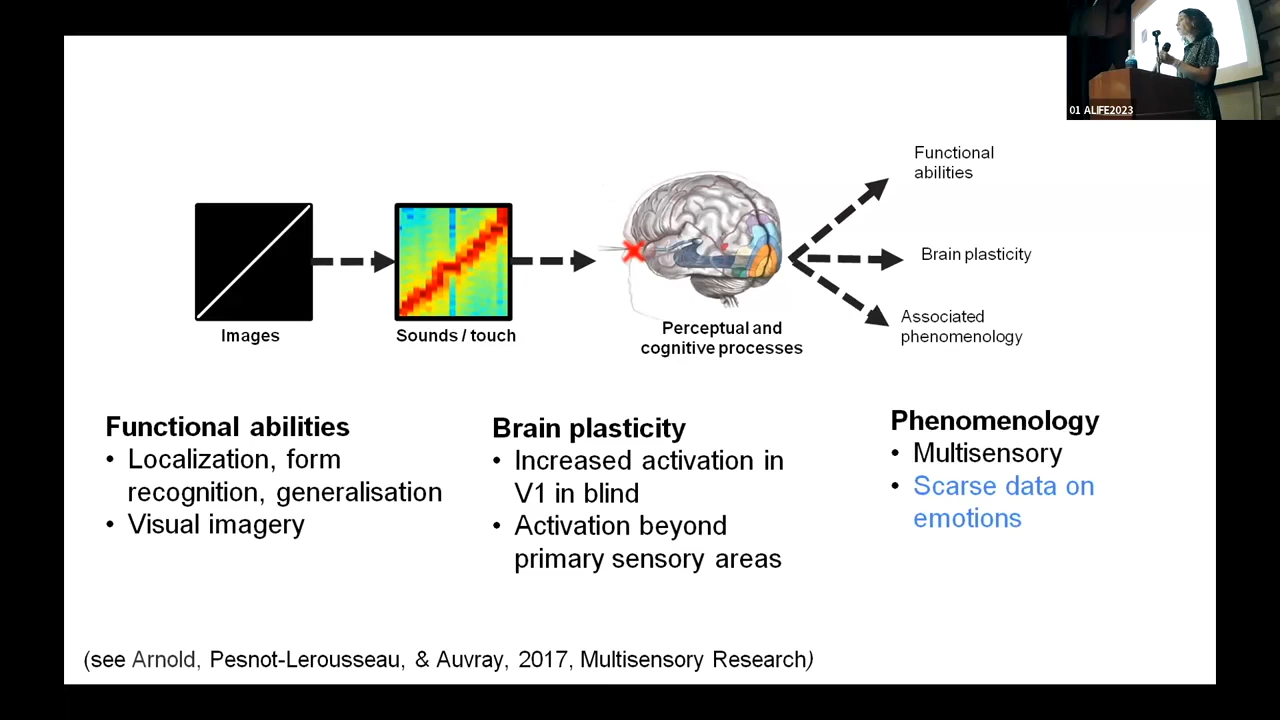 01 ALIFE2023
Functional
abilities
Brain plasticity
Associated
phenomenology
Images
Sounds / touch
Perceptual and
cognitive processes
Functional abilities
• Localization, form
recognition, generalisation
• Visual imagery
Brain plasticity
• Increased activation in
V1 in blind
• Activation beyond
primary sensory areas
Phenomenology
• Multisensory
• Scarse data on
emotions
(see Arnold, Pesnot-Lerousseau, & Auvray, 2017, Multisensory Research)